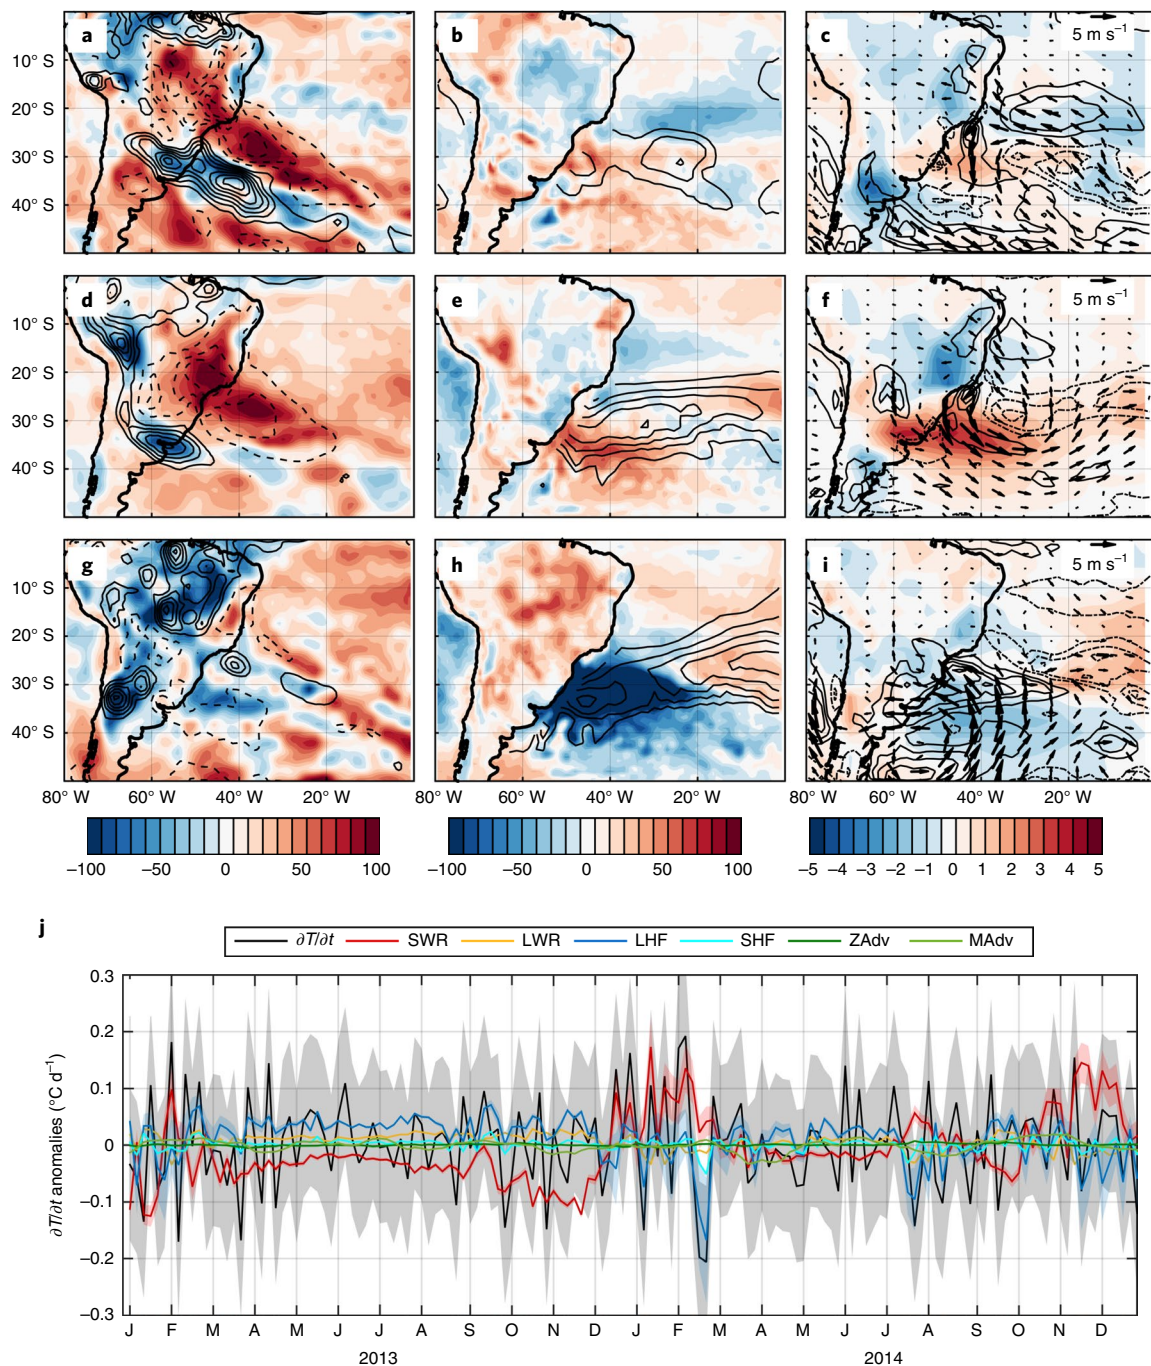 a b c 5 m s⁻¹
10° S
20° S
30° S
40° S
d e f 5 m s⁻¹
10° S
20° S
30° S
40° S
g h i 5 m s⁻¹
10° S
20° S
30° S
40° S
80° W 60° W 40° W 20° W 80° W 60° W 40° W 20° W 80° W 60° W 40° W 20° W
−100 −50 0 50 100 −100 −50 0 50 100 −5 −4 −3 −2 −1 0 1 2 3 4 5
j
∂T/∂t SWR LWR LHF SHF ZAdv MAdv
0.3
0.2
0.1
0
−0.1
−0.2
−0.3
∂T/∂t anomalies (°C d⁻¹)
J F M A M J J A S O N D J F M A M J J A S O N D
2013 2014